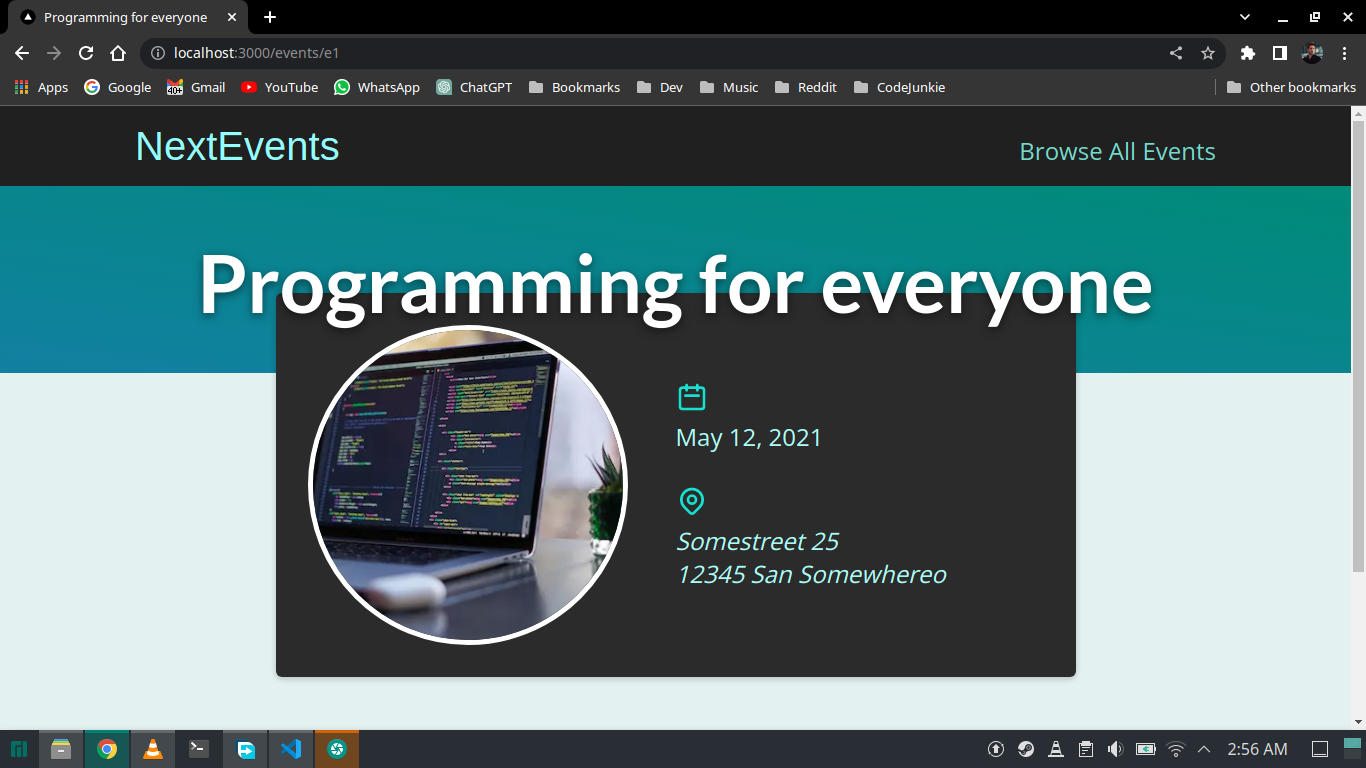 Programming for everyone
localhost:3000/events/e1
Apps
Google
40+
Gmail
YouTube
WhatsApp
ChatGPT
Bookmarks
Dev
Music
Reddit
CodeJunkie
Other bookmarks
NextEvents
Browse All Events
Programming for everyone
May 12, 2021
Somestreet 25
12345 San Somewhereo
2:56 AM